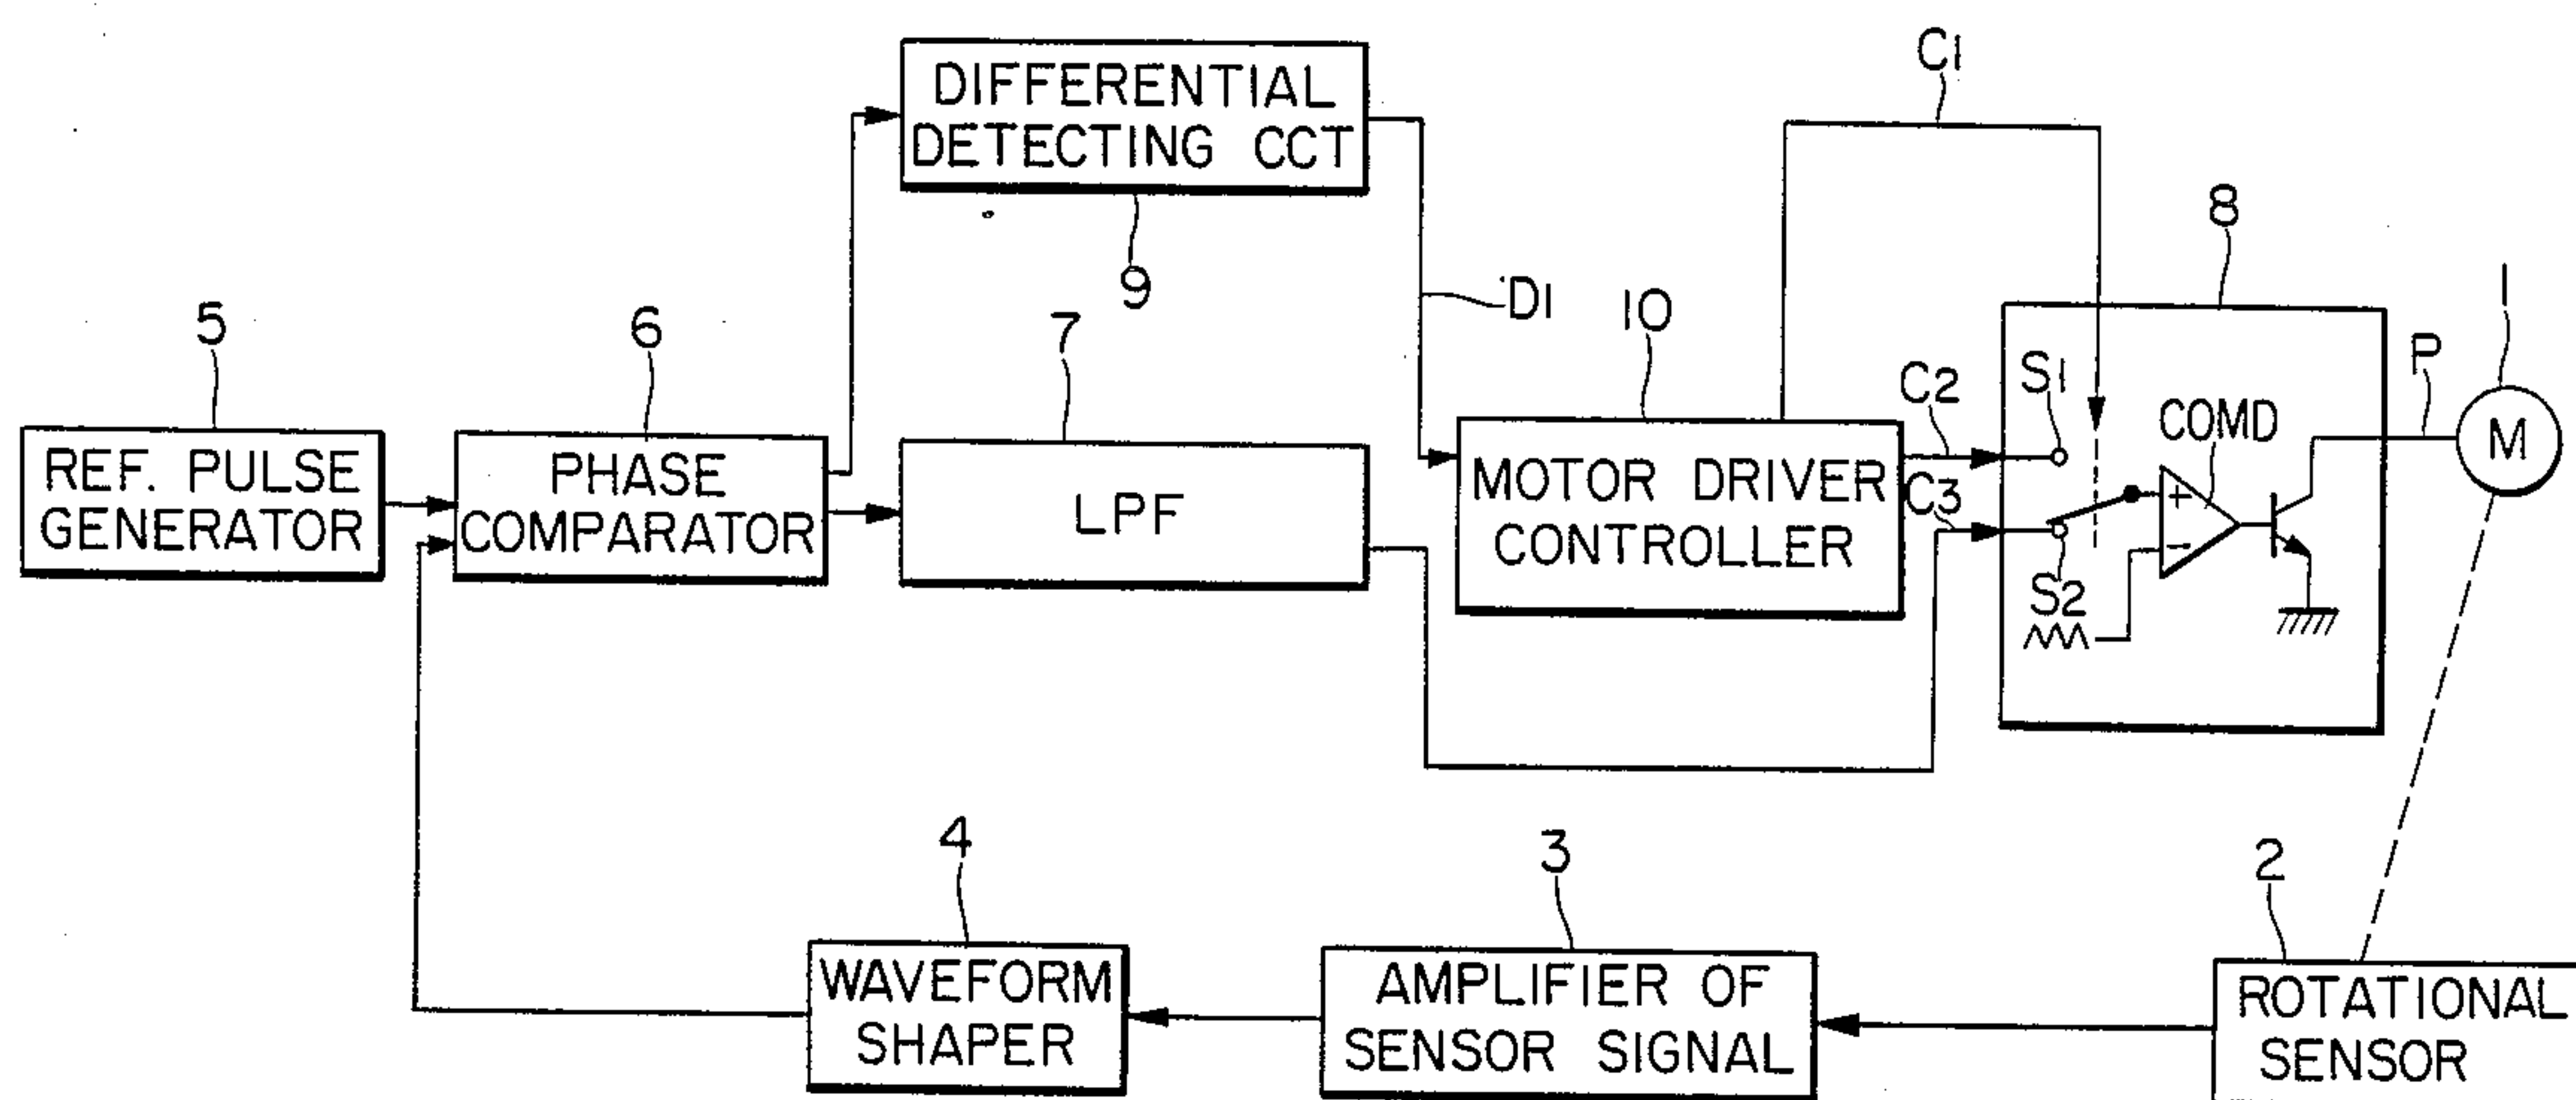 C1
DIFFERENTIAL
DETECTING CCT
9
D1
8
1
5
6
7
10
C2
S1
COMD
P
M
REF. PULSE
GENERATOR
PHASE
COMPARATOR
LPF
MOTOR DRIVER
CONTROLLER
C3
+
−
S2
4
3
2
WAVEFORM
SHAPER
AMPLIFIER OF
SENSOR SIGNAL
ROTATIONAL
SENSOR